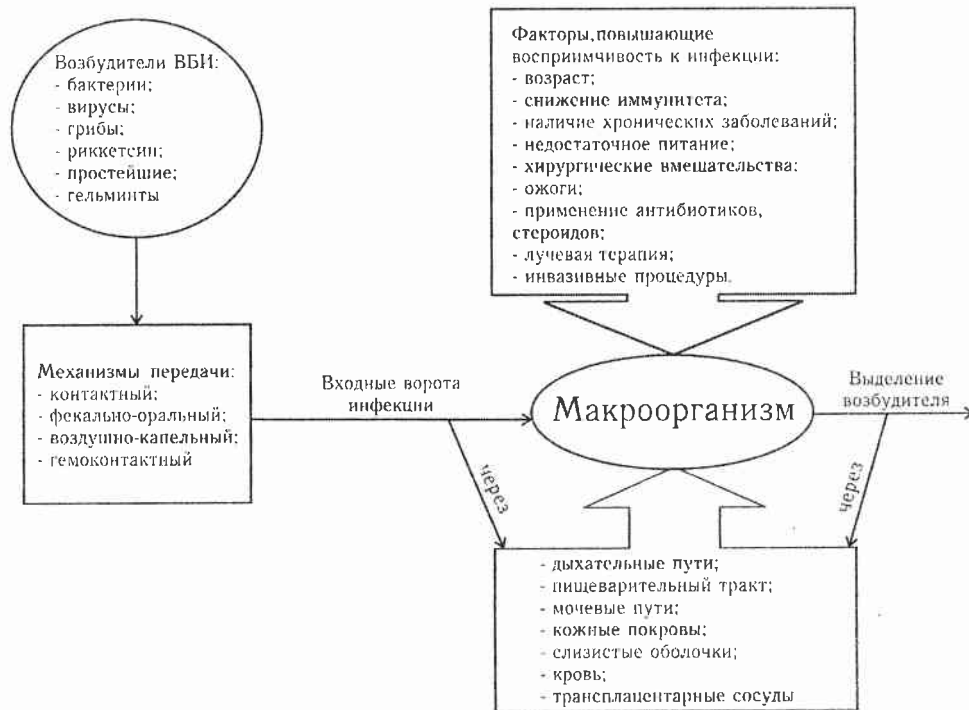 Возбудители ВБИ:
- бактерии;
- вирусы;
- грибы;
- риккетсии;
- простейшие;
- гельминты
Факторы, повышающие
восприимчивость к инфекции:
- возраст;
- снижение иммунитета;
- наличие хронических заболеваний;
- недостаточное питание;
- хирургические вмешательства;
- ожоги;
- применение антибиотиков,
стероидов;
- лучевая терапия;
- инвазивные процедуры.
Механизмы передачи:
- контактный;
- фекально-оральный;
- воздушно-капельный;
- гемоконтактный
Входные ворота
инфекции
Макроорганизм
Выделение
возбудителя
через
через
- дыхательные пути;
- пищеварительный тракт;
- мочевые пути;
- кожные покровы;
- слизистые оболочки;
- кровь;
- трансплацентарные сосуды